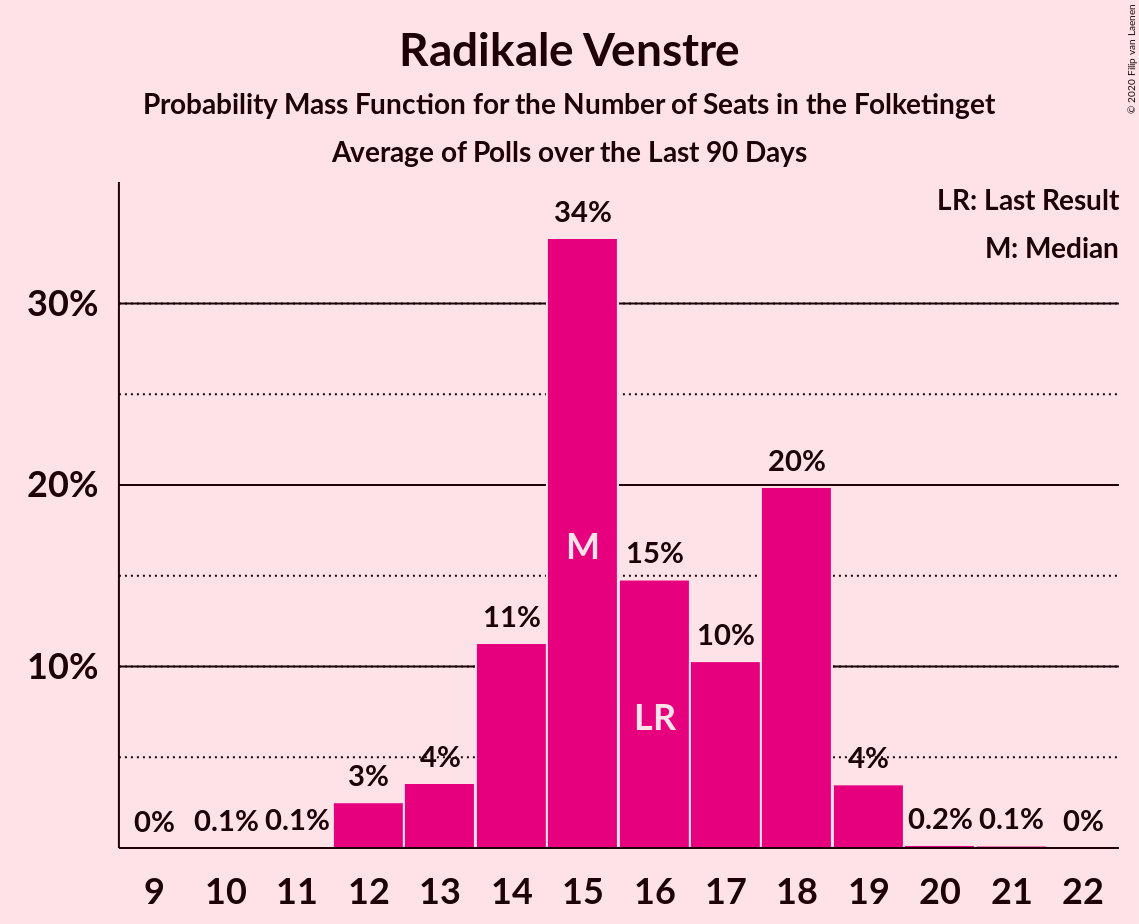 Radikale Venstre
Probability Mass Function for the Number of Seats in the Folketinget
Average of Polls over the Last 90 Days
© 2020 Filip van Laenen
LR: Last Result
M: Median
34%
30%
20%
20%
15%
M
11%
10%
10%
LR
4%
4%
3%
0%
0.1%
0.1%
0.2%
0.1%
0%
9 10 11 12 13 14 15 16 17 18 19 20 21 22